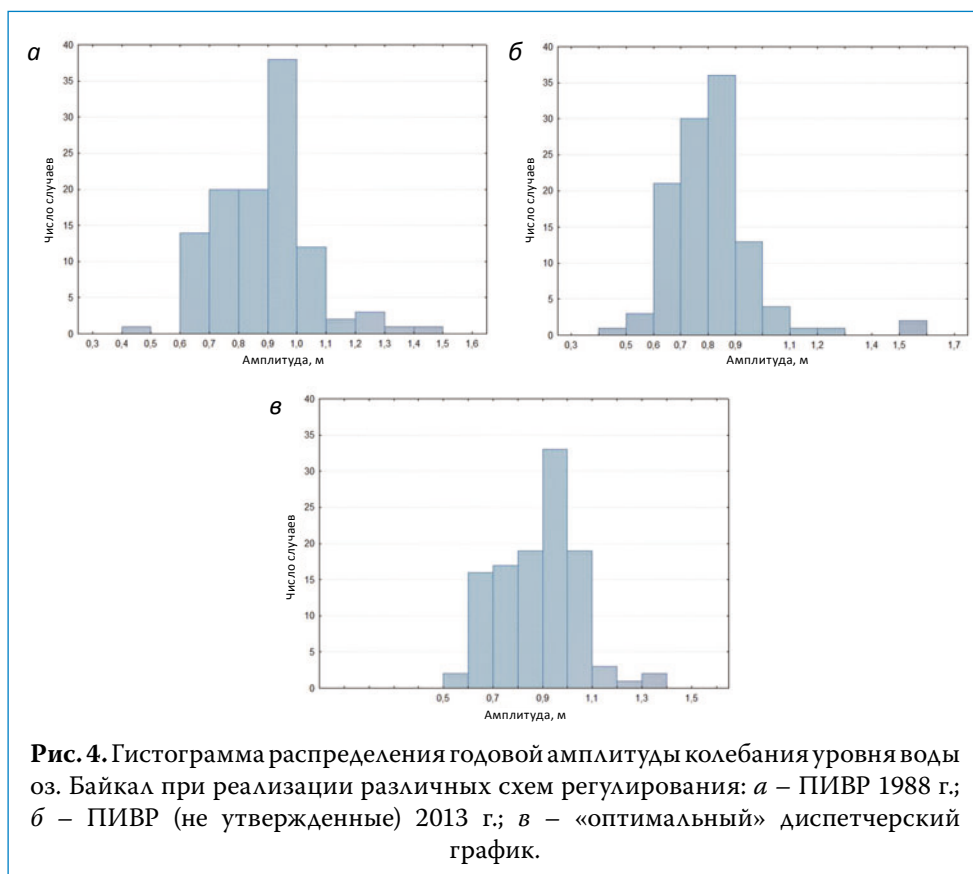 а
40
35
30
25
20
15
10
5
0
Число случаев
0,3 0,4 0,5 0,6 0,7 0,8 0,9 1,0 1,1 1,2 1,3 1,4 1,5 1,6
Амплитуда, м
б
40
35
30
25
20
15
10
5
0
Число случаев
0,3 0,5 0,6 0,7 0,8 0,9 1,1 1,2 1,4 1,5 1,7
Амплитуда, м
в
40
35
30
25
20
15
10
5
0
Число случаев
0,5 0,7 0,9 1,1 1,3 1,5
Амплитуда, м
Рис. 4. Гистограмма распределения годовой амплитуды колебания уровня воды
оз. Байкал при реализации различных схем регулирования: а – ПИВР 1988 г.;
б – ПИВР (не утвержденные) 2013 г.; в – «оптимальный» диспетчерский
график.